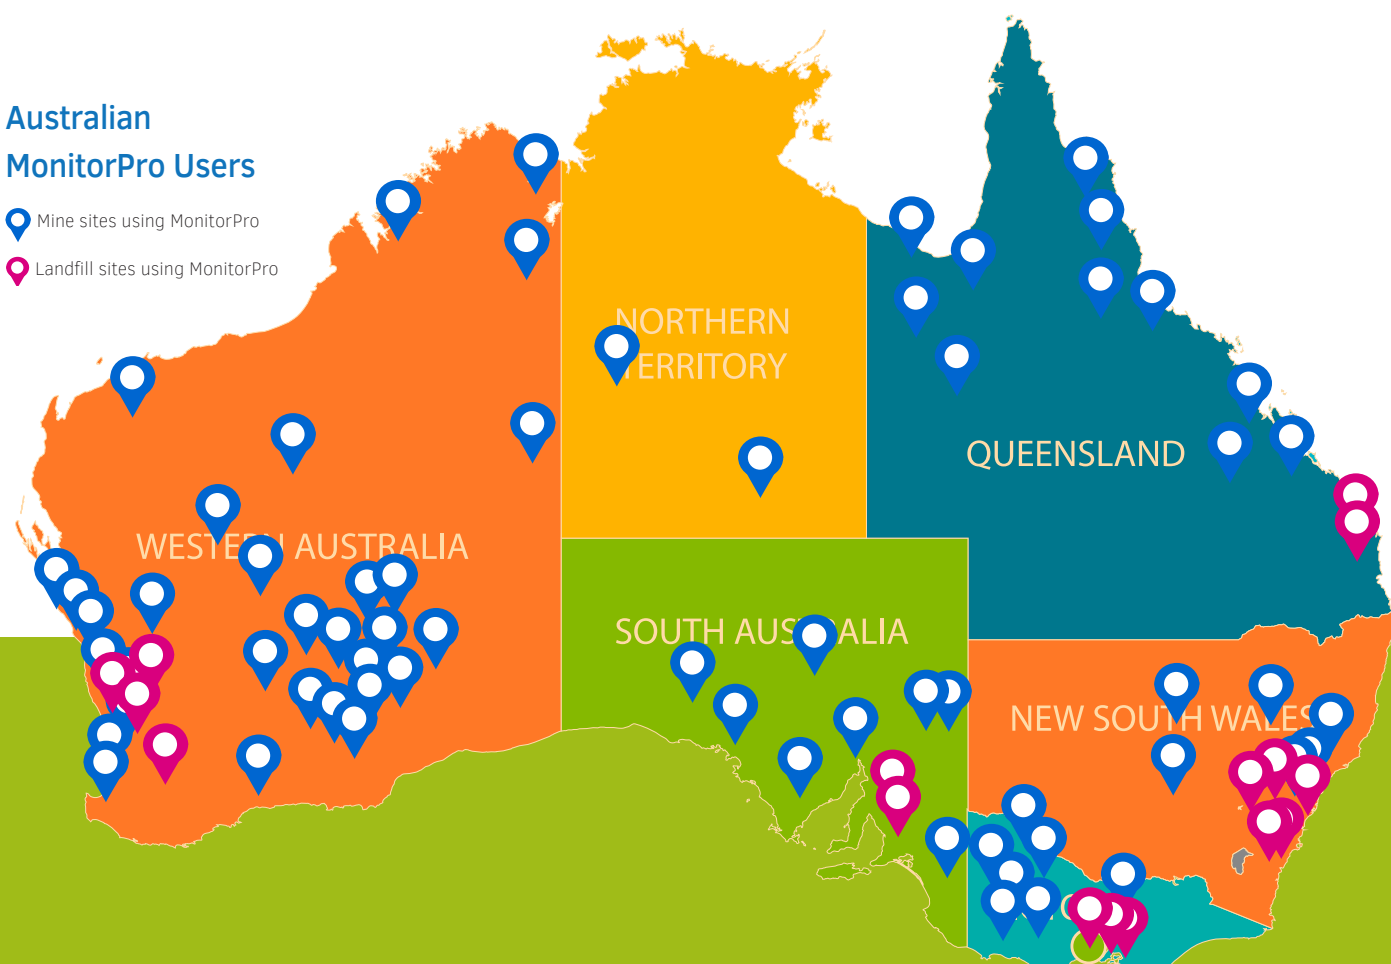 Australian
MonitorPro Users
Mine sites using MonitorPro
Landfill sites using MonitorPro
NORTHERN
TERRITORY
QUEENSLAND
WESTERN AUSTRALIA
SOUTH AUSTRALIA
NEW SOUTH WALES